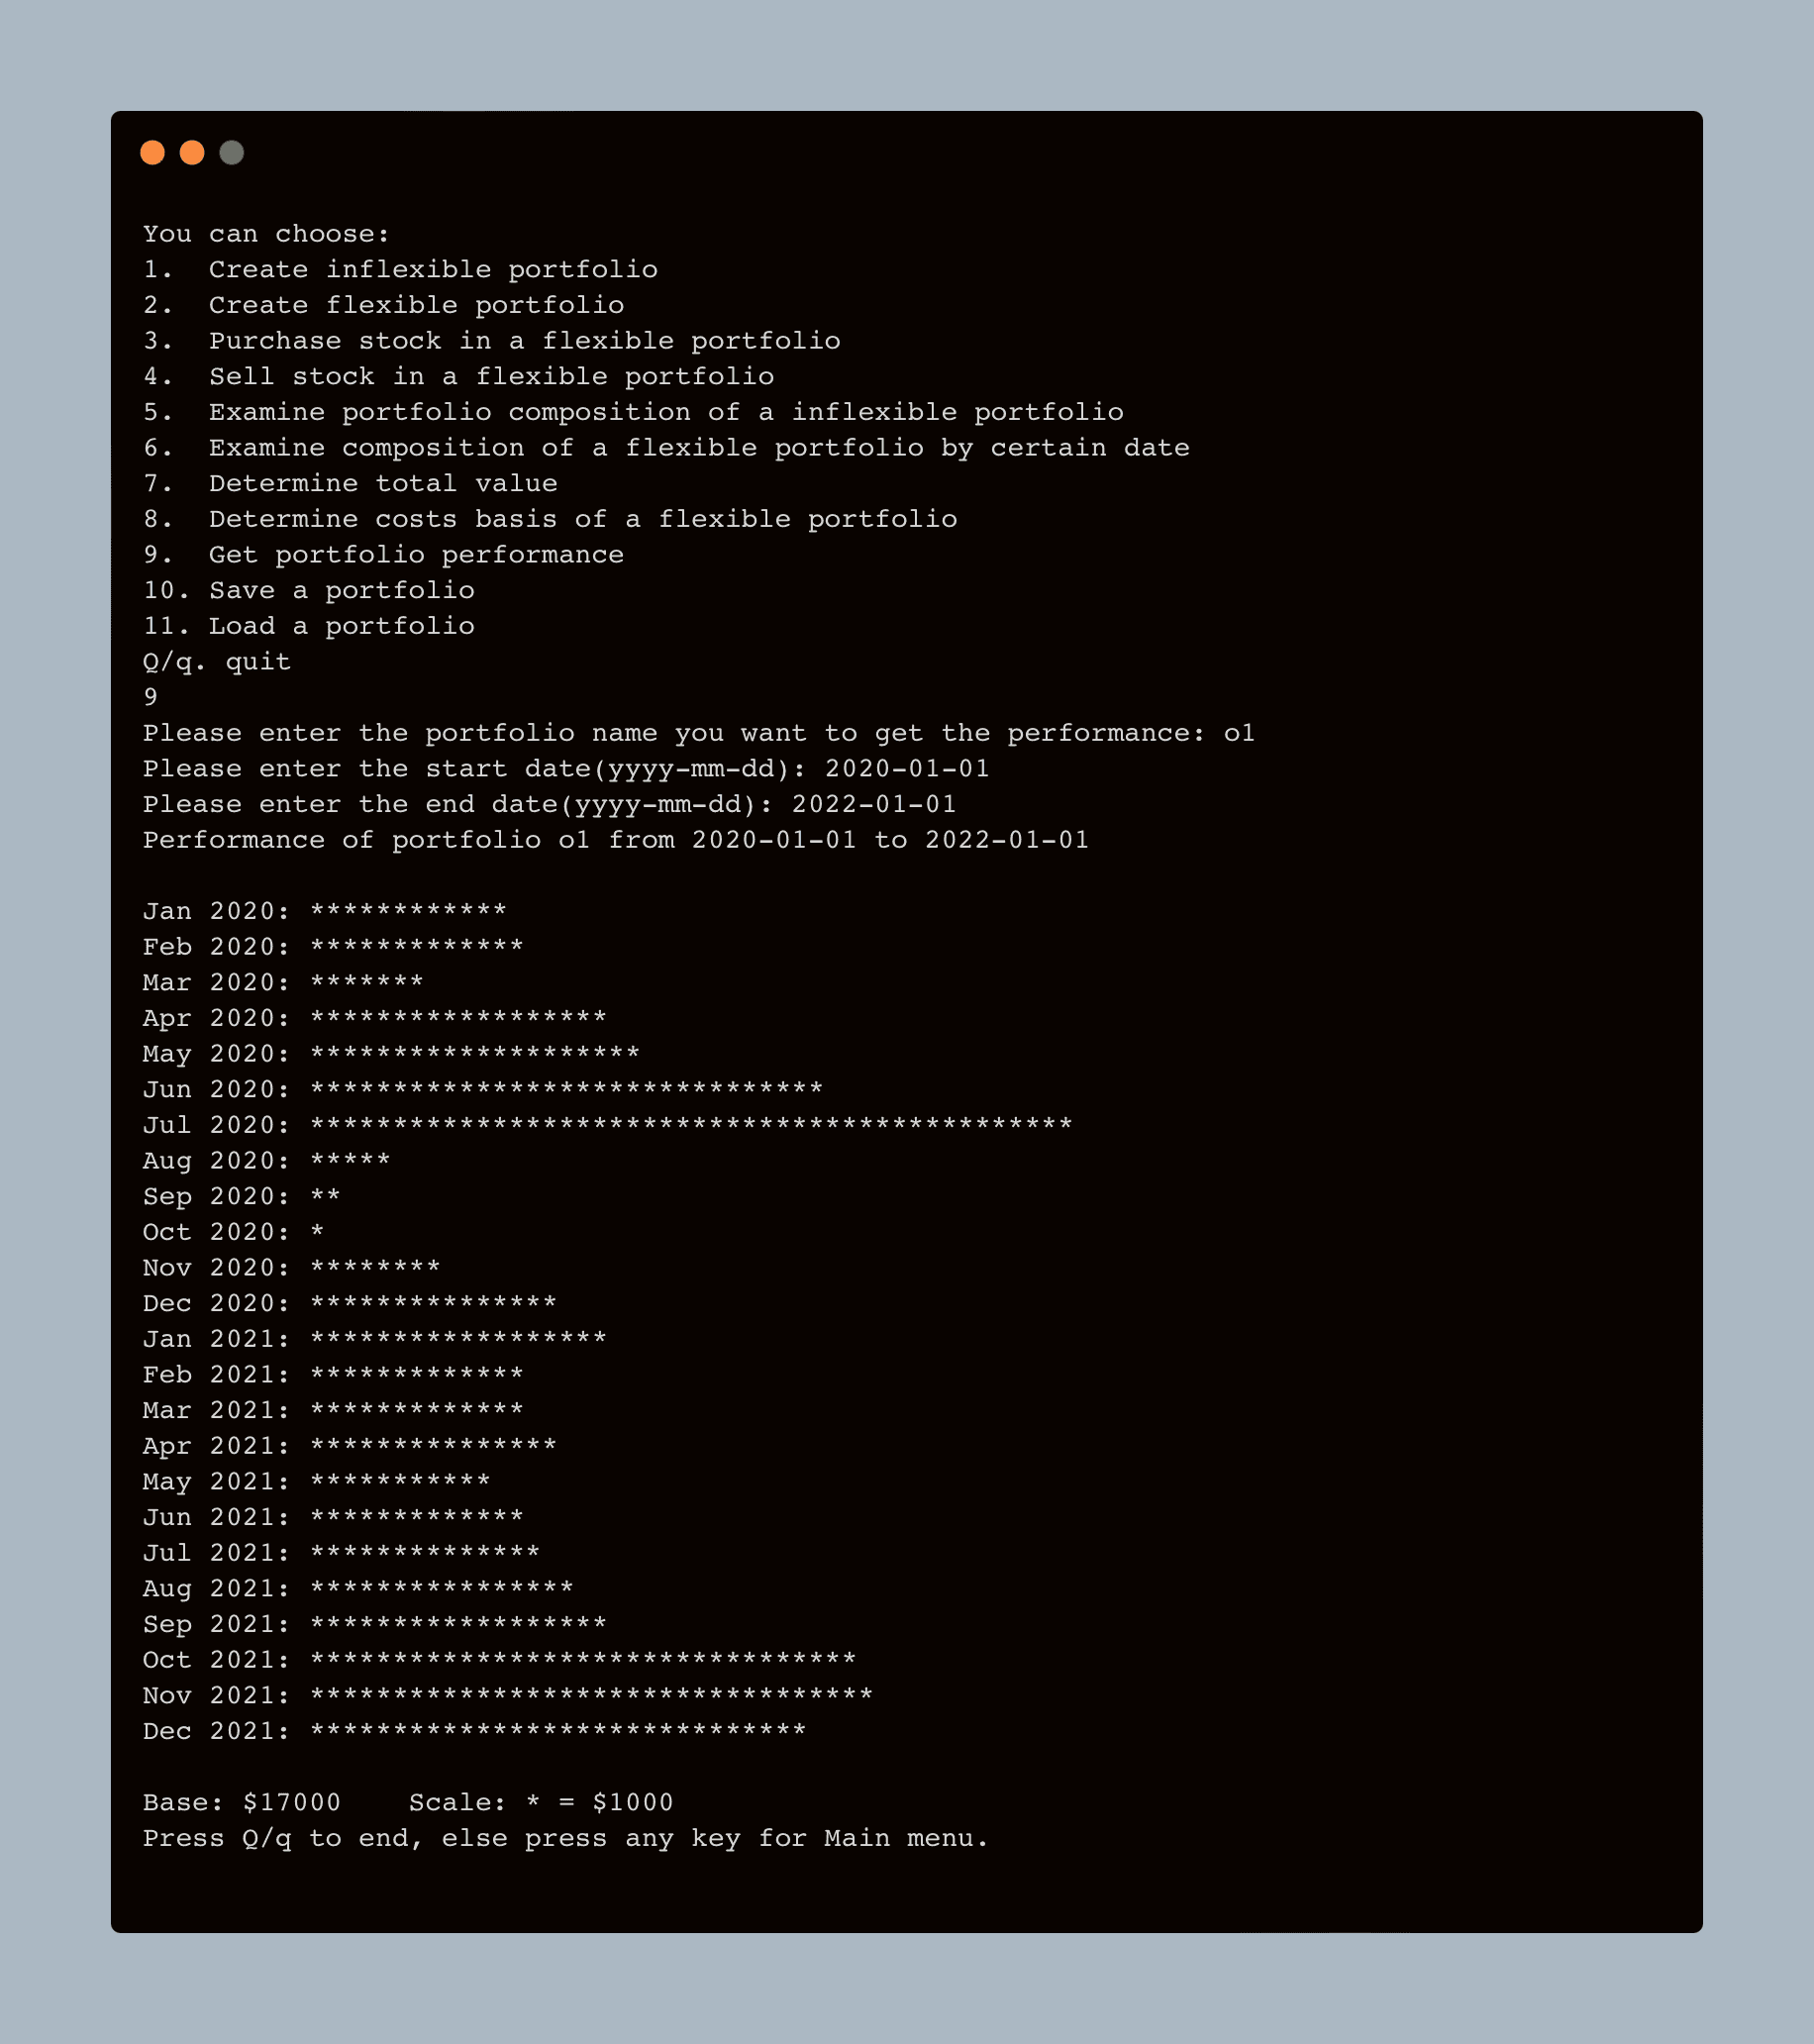 You can choose:
1.  Create inflexible portfolio
2.  Create flexible portfolio
3.  Purchase stock in a flexible portfolio
4.  Sell stock in a flexible portfolio
5.  Examine portfolio composition of a inflexible portfolio
6.  Examine composition of a flexible portfolio by certain date
7.  Determine total value
8.  Determine costs basis of a flexible portfolio
9.  Get portfolio performance
10. Save a portfolio
11. Load a portfolio
Q/q. quit
9
Please enter the portfolio name you want to get the performance: o1
Please enter the start date(yyyy-mm-dd): 2020-01-01
Please enter the end date(yyyy-mm-dd): 2022-01-01
Performance of portfolio o1 from 2020-01-01 to 2022-01-01
Jan 2020: ************
Feb 2020: *************
Mar 2020: *******
Apr 2020: ******************
May 2020: ********************
Jun 2020: *******************************
Jul 2020: **********************************************
Aug 2020: *****
Sep 2020: **
Oct 2020: *
Nov 2020: ********
Dec 2020: ***************
Jan 2021: ******************
Feb 2021: *************
Mar 2021: *************
Apr 2021: ***************
May 2021: ***********
Jun 2021: *************
Jul 2021: **************
Aug 2021: ****************
Sep 2021: ******************
Oct 2021: *********************************
Nov 2021: **********************************
Dec 2021: ******************************
Base: $17000    Scale: * = $1000
Press Q/q to end, else press any key for Main menu.